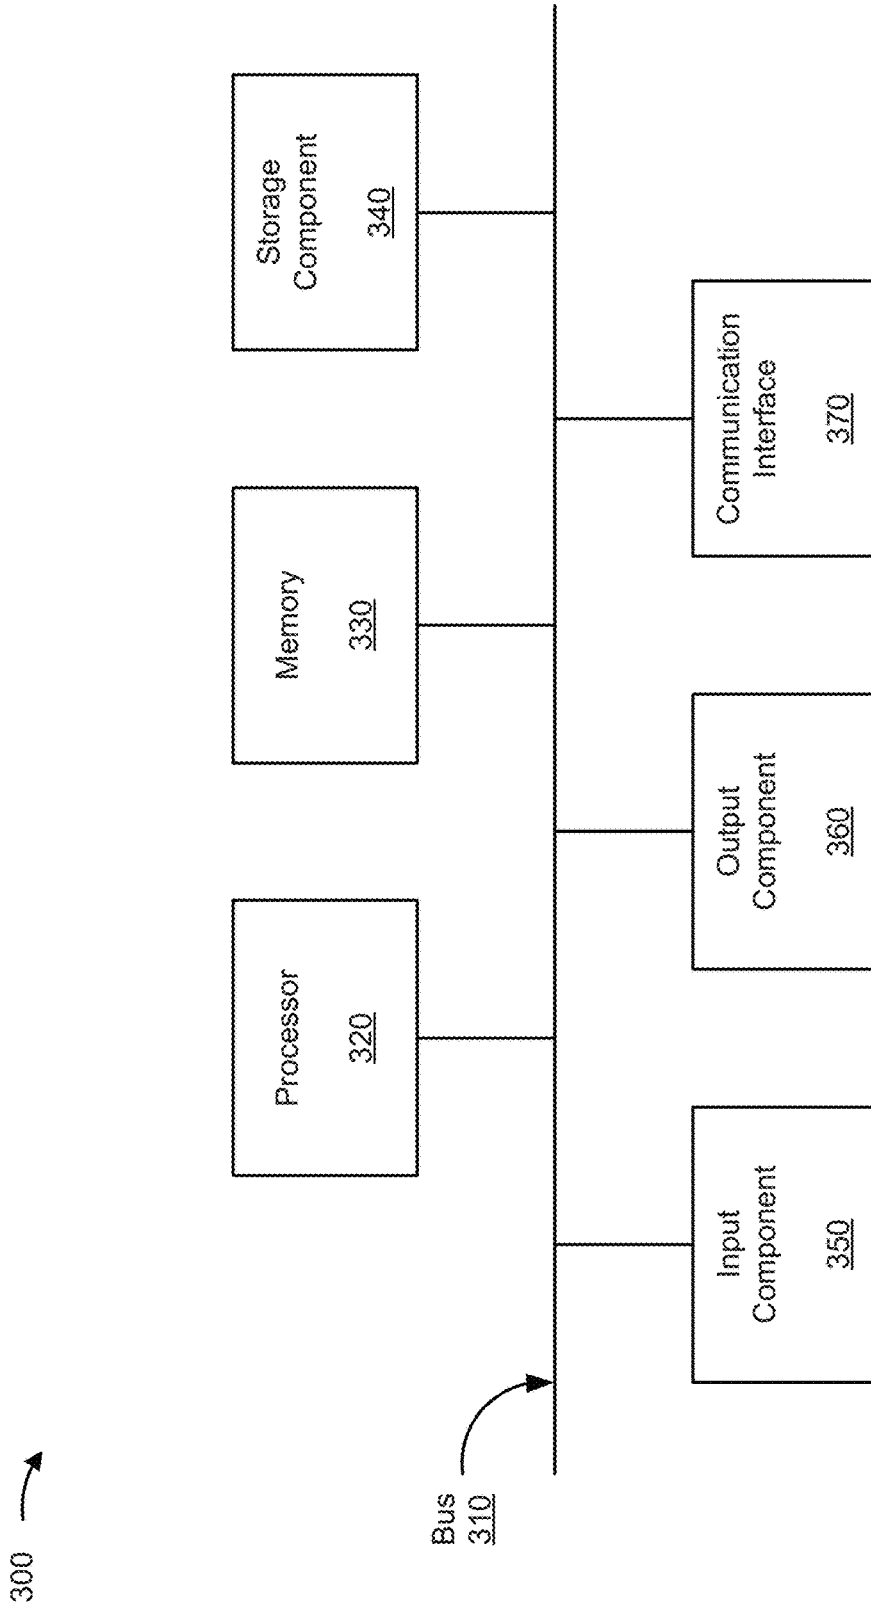 300
Processor
320
Memory
330
Storage
Component
340
Bus
310
Input
Component
350
Output
Component
360
Communication
Interface
370